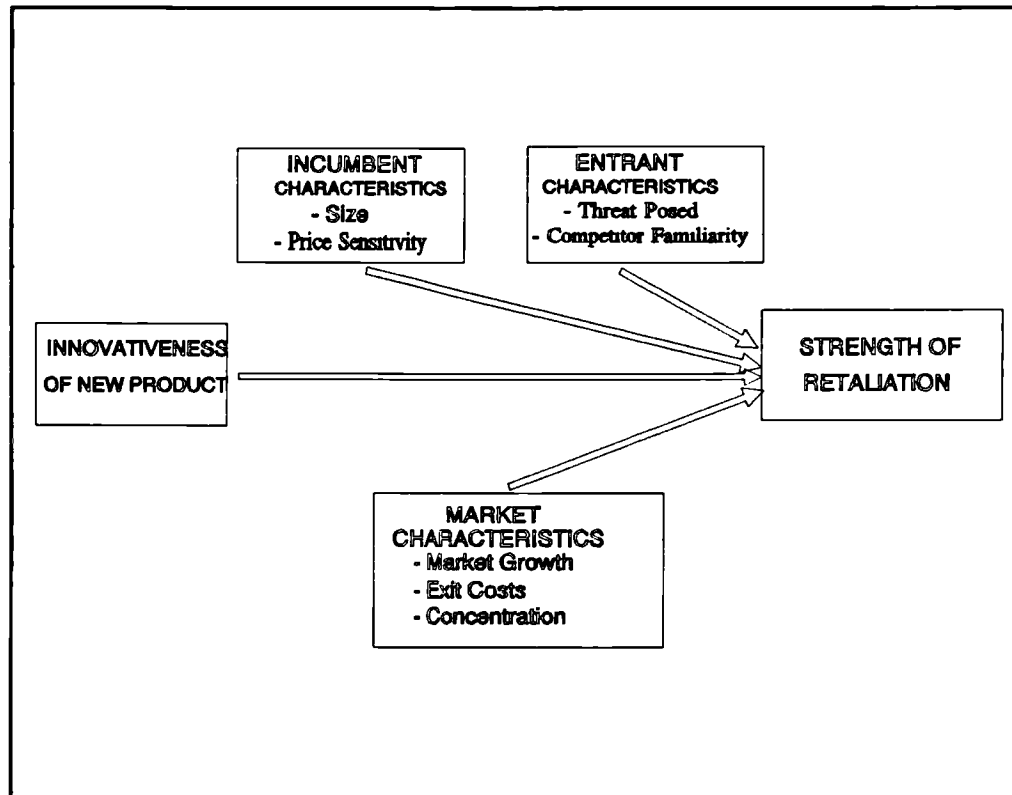 INCUMBENT
CHARACTERISTICS
- Size
- Price Sensitivity
ENTRANT
CHARACTERISTICS
- Threat Posed
- Competitor Familiarity
INNOVATIVENESS
OF NEW PRODUCT
STRENGTH OF
RETALIATION
MARKET
CHARACTERISTICS
- Market Growth
- Exit Costs
- Concentration